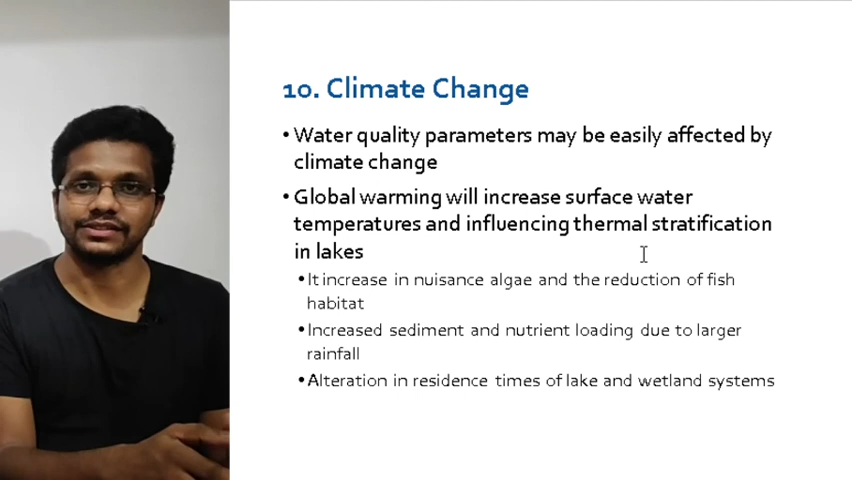 10. Climate Change
• Water quality parameters may be easily affected by
climate change
• Global warming will increase surface water
temperatures and influencing thermal stratification
in lakes
• It increase in nuisance algae and the reduction of fish
habitat
• Increased sediment and nutrient loading due to larger
rainfall
• Alteration in residence times of lake and wetland systems